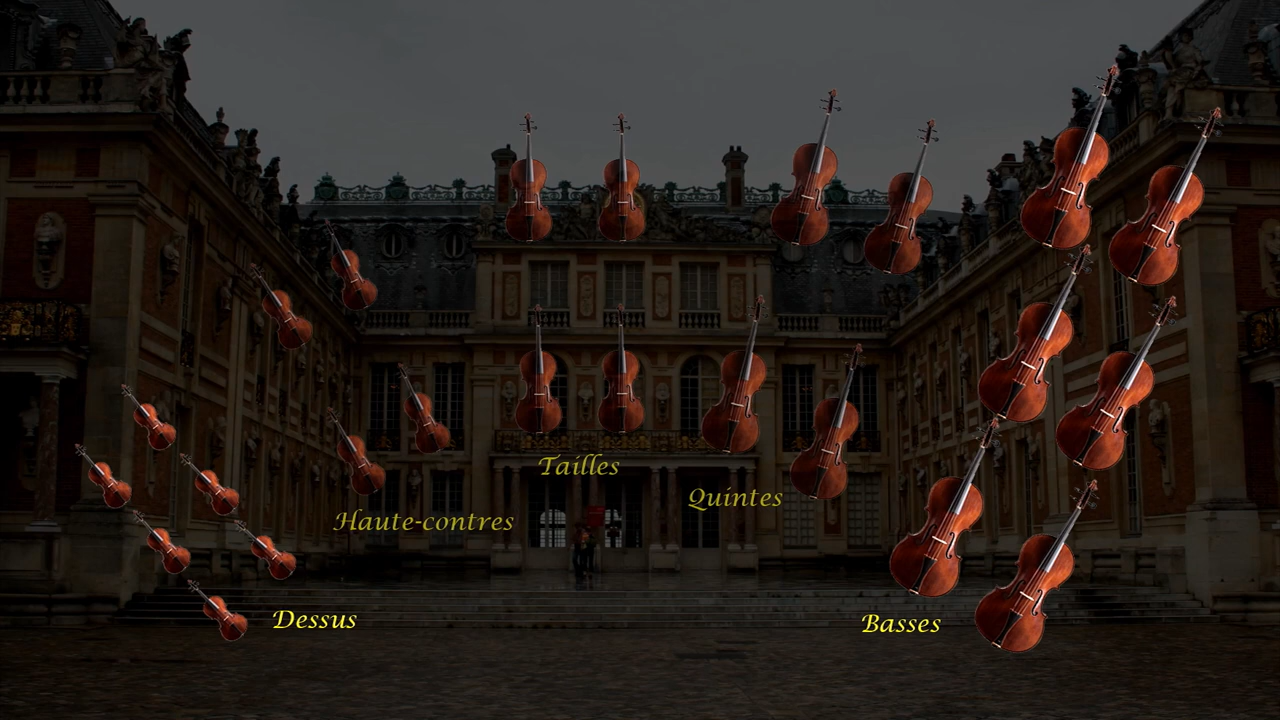 Tailles
Quintes
Haute-contres
Dessus
Basses